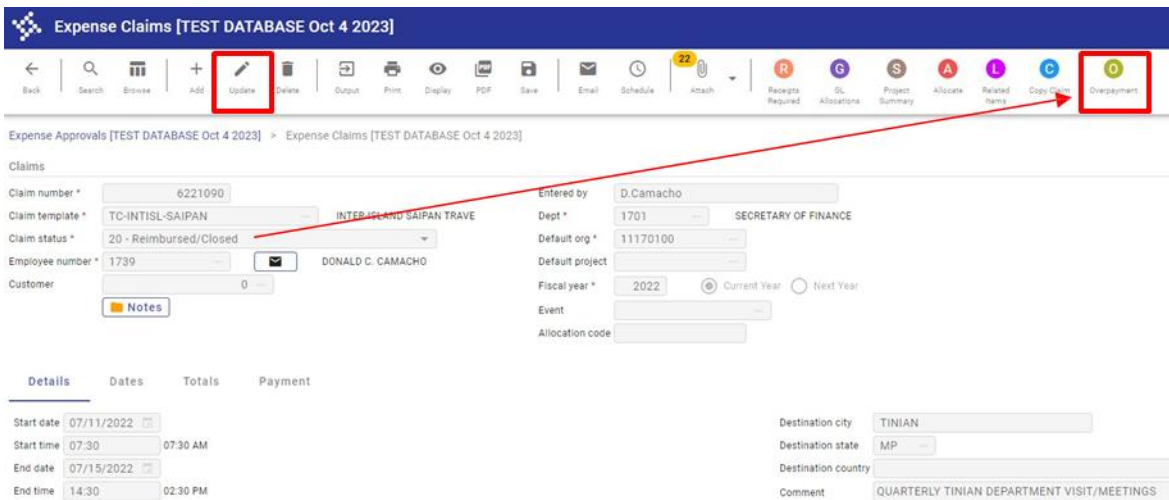 Expense Claims [TEST DATABASE Oct 4 2023]
22
R G S A L C O
Back Search Browse Add Update Delete Output Print Display PDF Save Email Schedule Attach Receipts Required GL Allocations Project Summary Allocate Related Items Copy Claim Overpayment
Expense Approvals [TEST DATABASE Oct 4 2023] > Expense Claims [TEST DATABASE Oct 4 2023]
Claims
Claim number * 6221090 Entered by D.Camacho
Claim template * TC-INTISL-SAIPAN INTER-ISLAND SAIPAN TRAVE Dept * 1701 SECRETARY OF FINANCE
Claim status * 20 - Reimbursed/Closed Default org * 11170100
Employee number * 1739 DONALD C. CAMACHO Default project
Customer 0 Fiscal year * 2022 Current Year Next Year
Notes Event
Allocation code
Details Dates Totals Payment
Start date 07/11/2022 Destination city TINIAN
Start time 07:30 07:30 AM Destination state MP
End date 07/15/2022 Destination country
End time 14:30 02:30 PM Comment QUARTERLY TINIAN DEPARTMENT VISIT/MEETINGS